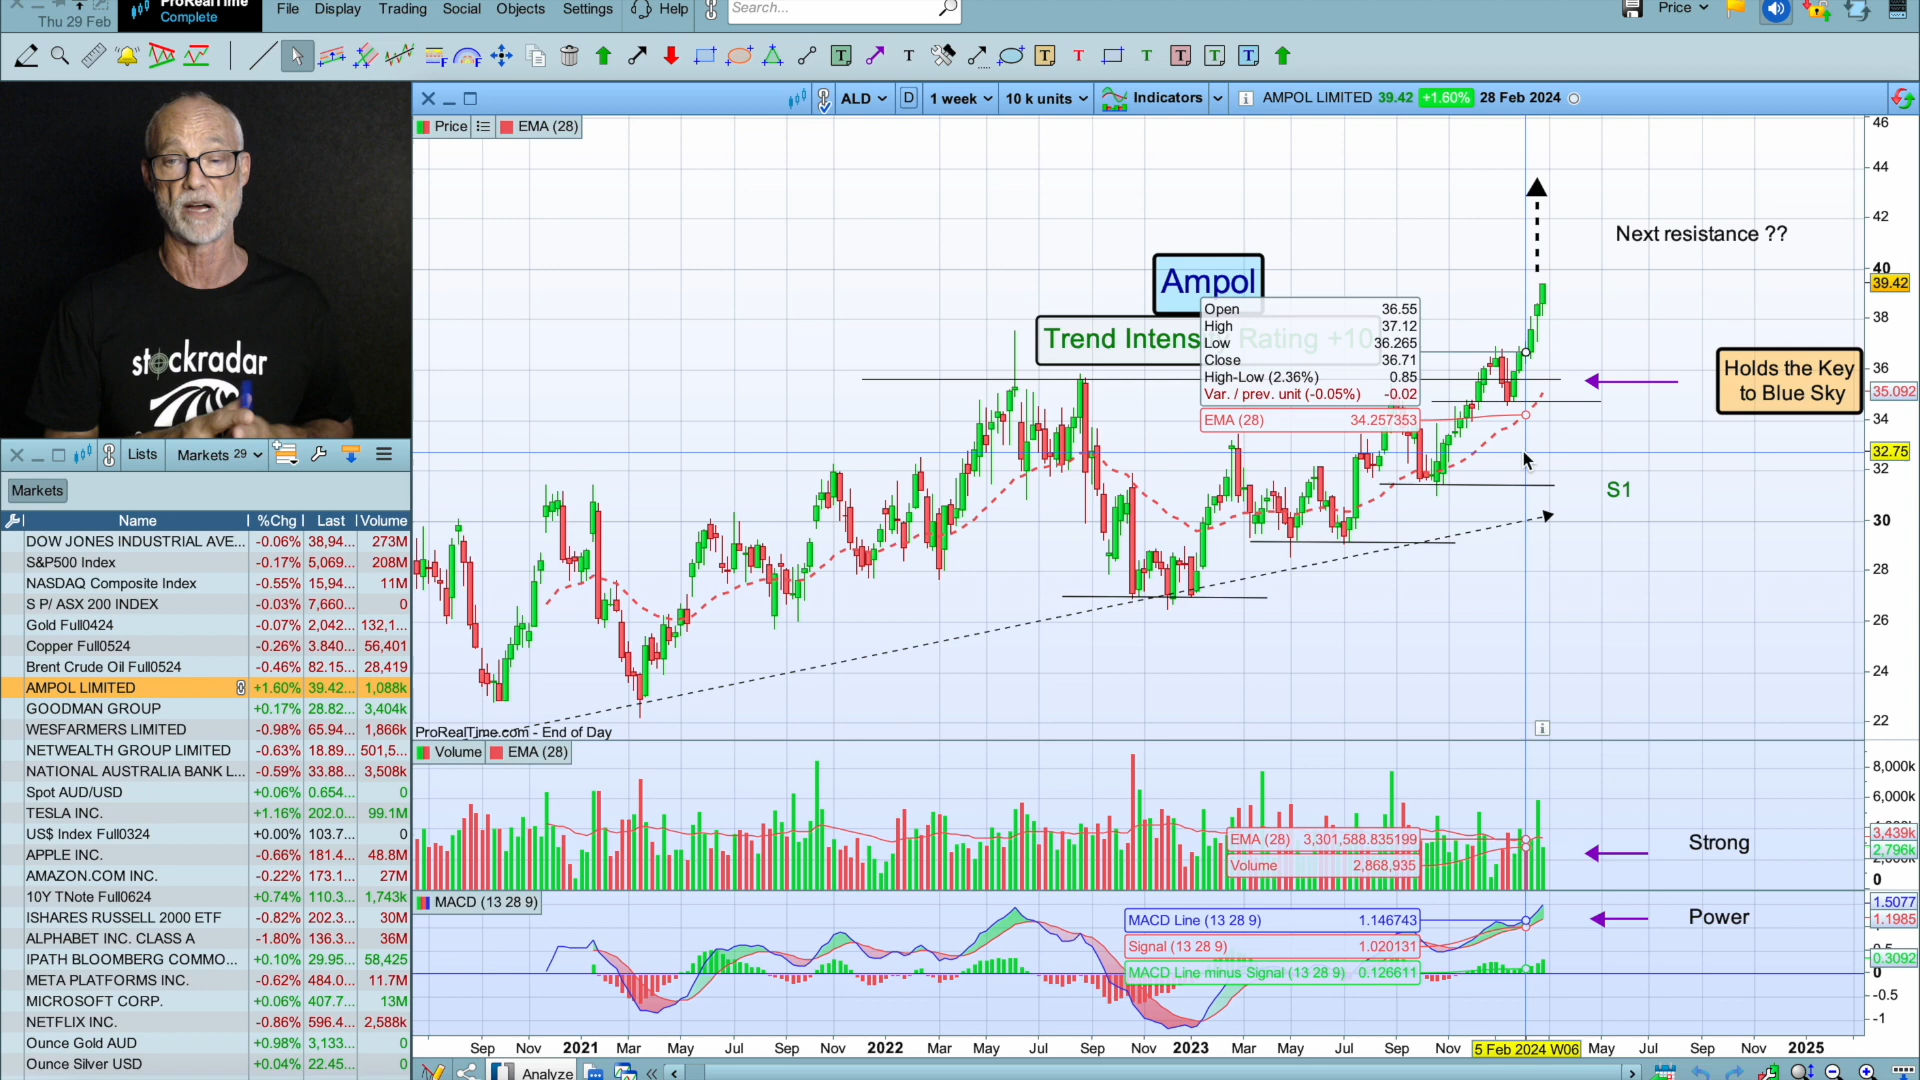 Thu 29 Feb
ProRealTime
Complete
File Display Trading Social Objects Settings Help Search... Price
ALD D 1 week 10 k units Indicators AMPOL LIMITED 39.42 +1.60% 28 Feb 2024
Price EMA (28)
stockradar
Lists Markets 29
Markets
Name %Chg Last Volume
DOW JONES INDUSTRIAL AVE... -0.06% 38,94... 273M
S&P500 Index -0.17% 5,069... 208M
NASDAQ Composite Index -0.55% 15,94... 11M
S P/ ASX 200 INDEX -0.03% 7,660... 0
Gold Full0424 -0.07% 2,042... 132,1...
Copper Full0524 -0.26% 3.840... 56,401
Brent Crude Oil Full0524 -0.46% 82.15... 28,419
AMPOL LIMITED +1.60% 39.42... 1,088k
GOODMAN GROUP +0.17% 28.82... 3,404k
WESFARMERS LIMITED -0.98% 65.94... 1,866k
NETWEALTH GROUP LIMITED -0.63% 18.89... 501,5...
NATIONAL AUSTRALIA BANK L... -0.59% 33.88... 3,508k
Spot AUD/USD +0.06% 0.654... 0
TESLA INC. +1.16% 202.0... 99.1M
US$ Index Full0324 +0.00% 103.7... 0
APPLE INC. -0.66% 181.4... 48.8M
AMAZON.COM INC. -0.22% 173.1... 27M
10Y TNote Full0624 +0.74% 110.3... 1,743k
ISHARES RUSSELL 2000 ETF -0.82% 202.3... 30M
ALPHABET INC. CLASS A -1.80% 136.3... 36M
IPATH BLOOMBERG COMMO... +0.10% 29.95... 58,425
META PLATFORMS INC. -0.62% 484.0... 11.7M
MICROSOFT CORP. +0.06% 407.7... 13M
NETFLIX INC. -0.86% 596.4... 2,588k
Ounce Gold AUD +0.98% 3,133... 0
Ounce Silver USD +0.04% 22.45... 0
Next resistance ??
Ampol
Trend Intens Rating +10
Open 36.55
High 37.12
Low 36.265
Close 36.71
High-Low (2.36%) 0.85
Var. / prev. unit (-0.05%) -0.02
EMA (28) 34.257353
Holds the Key
to Blue Sky
S1
46
44
42
40
39.42
38
36
35.092
34
32.75
32
30
28
26
24
22
ProRealTime.com - End of Day
Volume EMA (28)
EMA (28) 3,301,588.835199
Volume 2,868,935
Strong
8,000k
6,000k
3,439k
2,796k
0
MACD (13 28 9)
MACD Line (13 28 9) 1.146743
Signal (13 28 9) 1.020131
MACD Line minus Signal (13 28 9) 0.126611
Power
1.5077
1.1985
0.3092
0
-0.5
-1
Sep Nov 2021 Mar May Jul Sep Nov 2022 Mar May Jul Sep Nov 2023 Mar May Jul Sep Nov 5 Feb 2024 W06 May Jul Sep Nov 2025
Analyze